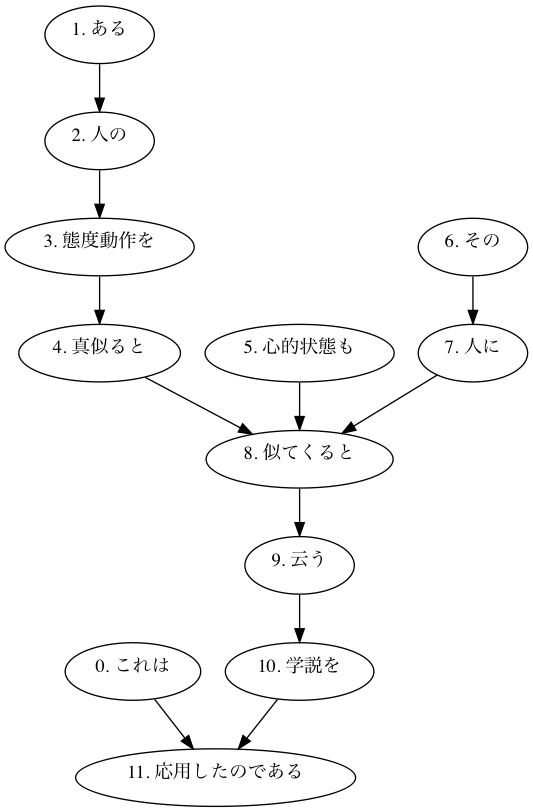 1. ある
2. 人の
3. 態度動作を
6. その
4. 真似ると
5. 心的状態も
7. 人に
8. 似てくると
9. 云う
0. これは
10. 学説を
11. 応用したのである